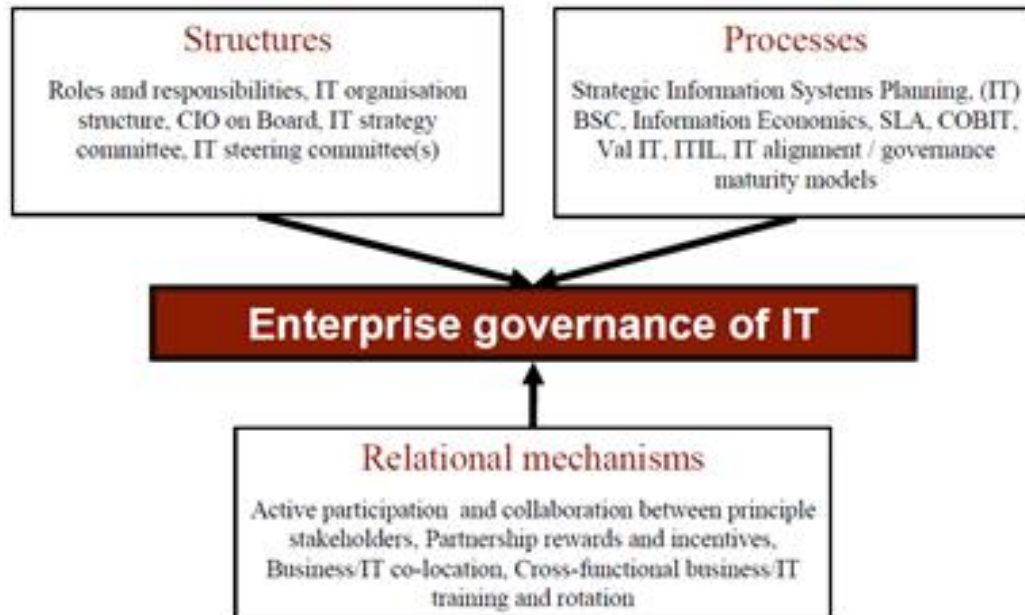 Structures
Roles and responsibilities, IT organisation
structure, CIO on Board, IT strategy
committee, IT steering committee(s)
Processes
Strategic Information Systems Planning, (IT)
BSC, Information Economics, SLA, COBIT,
Val IT, ITIL, IT alignment / governance
maturity models
Enterprise governance of IT
Relational mechanisms
Active participation and collaboration between principle
stakeholders, Partnership rewards and incentives,
Business/IT co-location, Cross-functional business/IT
training and rotation